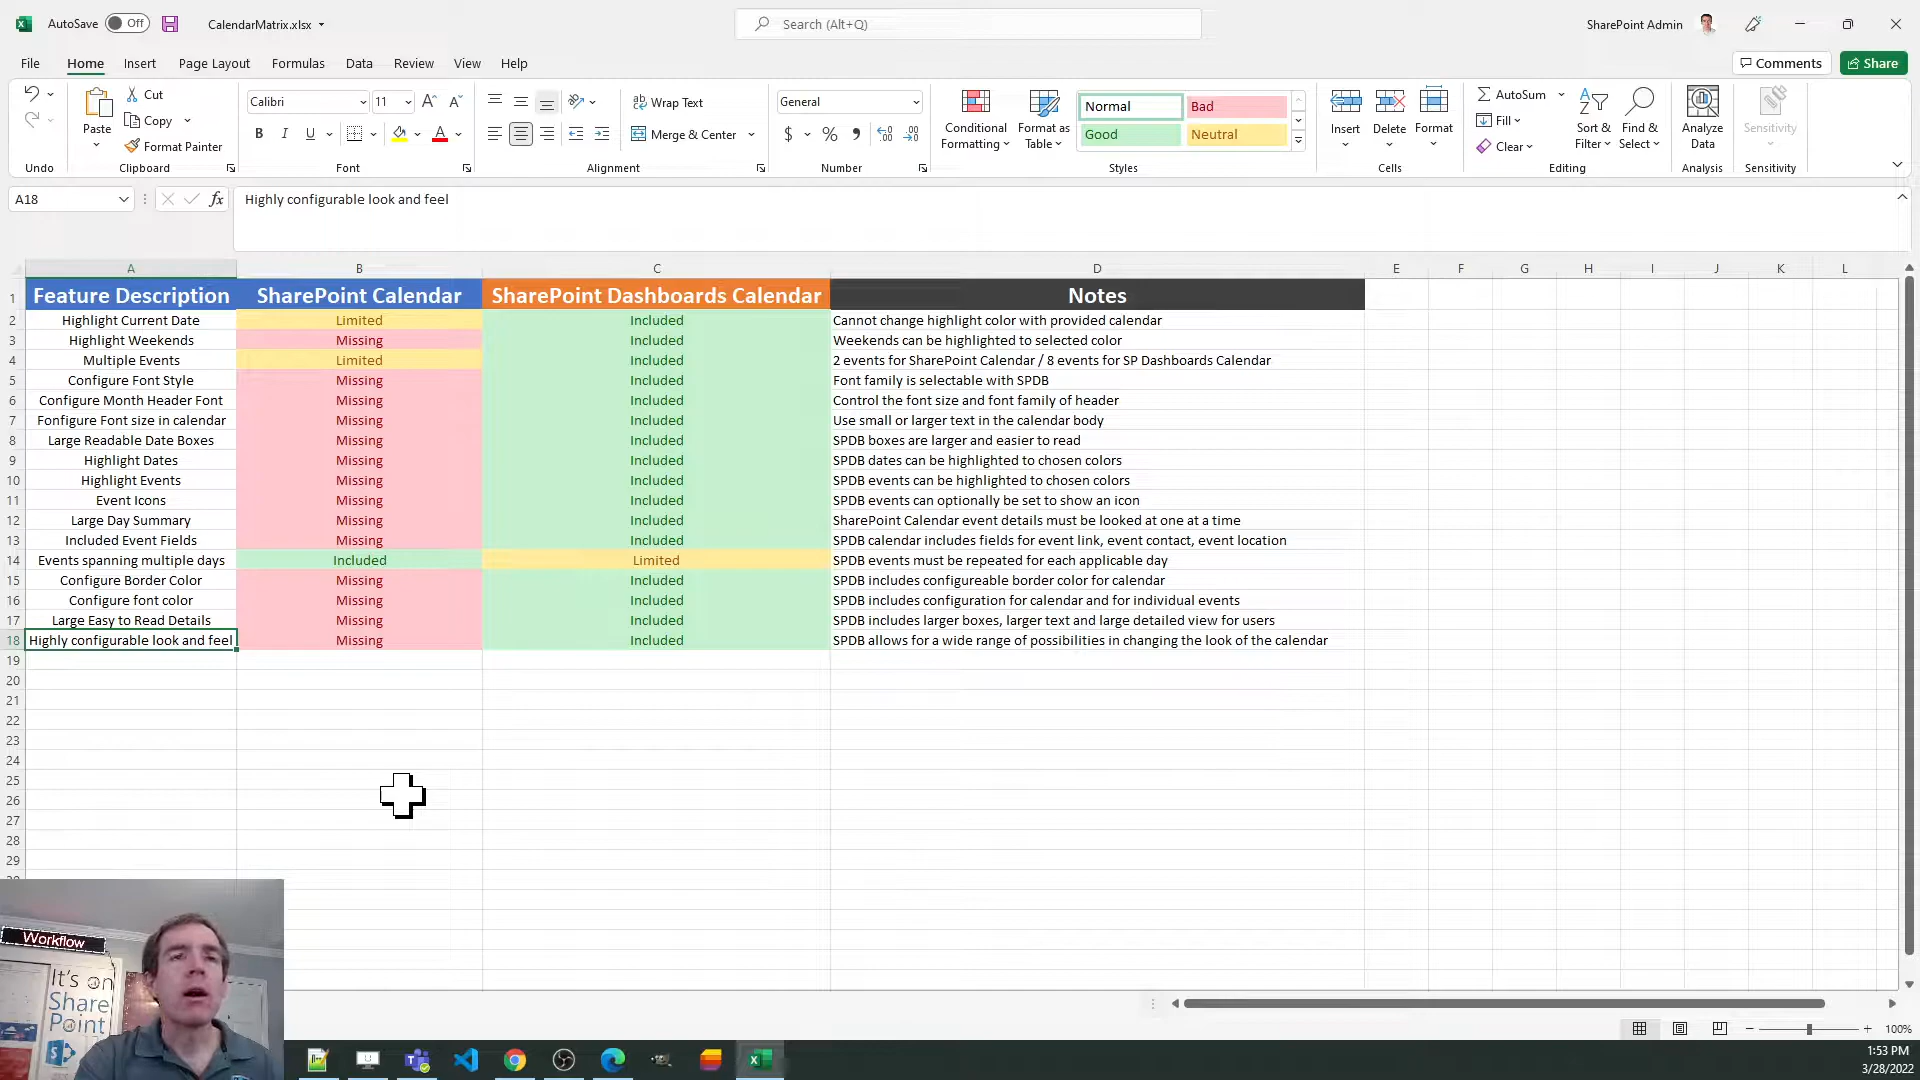 AutoSave Off CalendarMatrix.xlsx Search (Alt+Q) SharePoint Admin
File Home Insert Page Layout Formulas Data Review View Help Comments Share
Undo
Paste Cut Copy Format Painter Clipboard
Calibri 11 B I U A Font
Wrap Text Merge & Center Alignment
General $ % Number
Conditional Formatting Format as Table Normal Bad Good Neutral Styles
Insert Delete Format Cells
AutoSum Fill Clear Sort & Filter Find & Select Editing
Analyze Data Analysis
Sensitivity Sensitivity
A18 fx Highly configurable look and feel
A B C D E F G H I J K L
1 Feature Description SharePoint Calendar SharePoint Dashboards Calendar Notes
2 Highlight Current Date Limited Included Cannot change highlight color with provided calendar
3 Highlight Weekends Missing Included Weekends can be highlighted to selected color
4 Multiple Events Limited Included 2 events for SharePoint Calendar / 8 events for SP Dashboards Calendar
5 Configure Font Style Missing Included Font family is selectable with SPDB
6 Configure Month Header Font Missing Included Control the font size and font family of header
7 Fonfigure Font size in calendar Missing Included Use small or larger text in the calendar body
8 Large Readable Date Boxes Missing Included SPDB boxes are larger and easier to read
9 Highlight Dates Missing Included SPDB dates can be highlighted to chosen colors
10 Highlight Events Missing Included SPDB events can be highlighted to chosen colors
11 Event Icons Missing Included SPDB events can optionally be set to show an icon
12 Large Day Summary Missing Included SharePoint Calendar event details must be looked at one at a time
13 Included Event Fields Missing Included SPDB calendar includes fields for event link, event contact, event location
14 Events spanning multiple days Included Limited SPDB events must be repeated for each applicable day
15 Configure Border Color Missing Included SPDB includes configureable border color for calendar
16 Configure font color Missing Included SPDB includes configuration for calendar and for individual events
17 Large Easy to Read Details Missing Included SPDB includes larger boxes, larger text and large detailed view for users
18 Highly configurable look and feel Missing Included SPDB allows for a wide range of possibilities in changing the look of the calendar
19
20
21
22
23
24
25
26
27
28
29
Workflow
It's on
Share
Point
S
100%
1:53 PM
3/28/2022